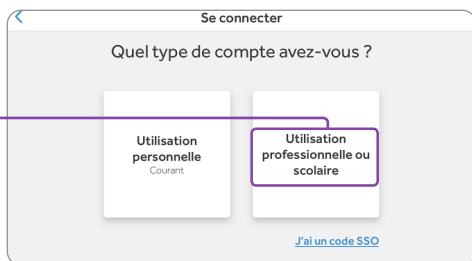 Se connecter
Quel type de compte avez-vous ?
Utilisation
personnelle
Courant
Utilisation
professionnelle ou
scolaire
J'ai un code SSO